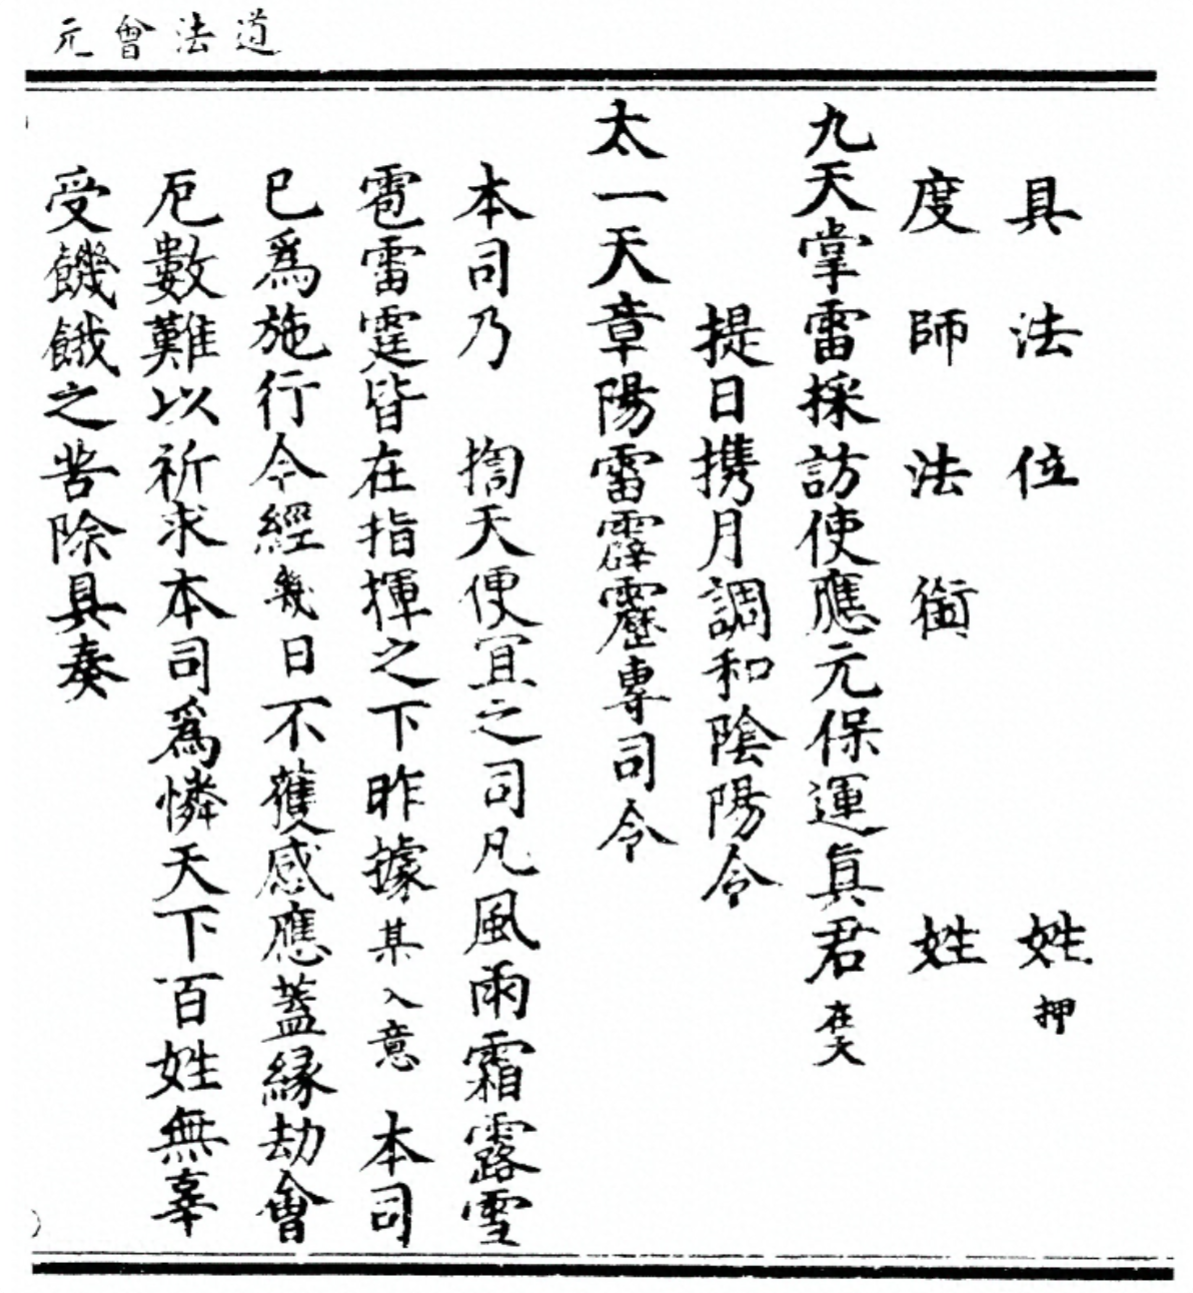 道法會元
具法位　姓押
度師法銜　姓
九天掌雷採訪使應元保運眞君在天
提日携月調和陰陽令
太一天章陽雷霹靂專司令
本司乃　搊天便冝之司凡風雨霜露雪
雹雷霆皆在指揮之下昨據某入意　本司
已爲施行今經幾日不獲感應蓋縁劫會
厄數難以祈求本司爲憐天下百姓無辜
受饑餓之苦除具奏